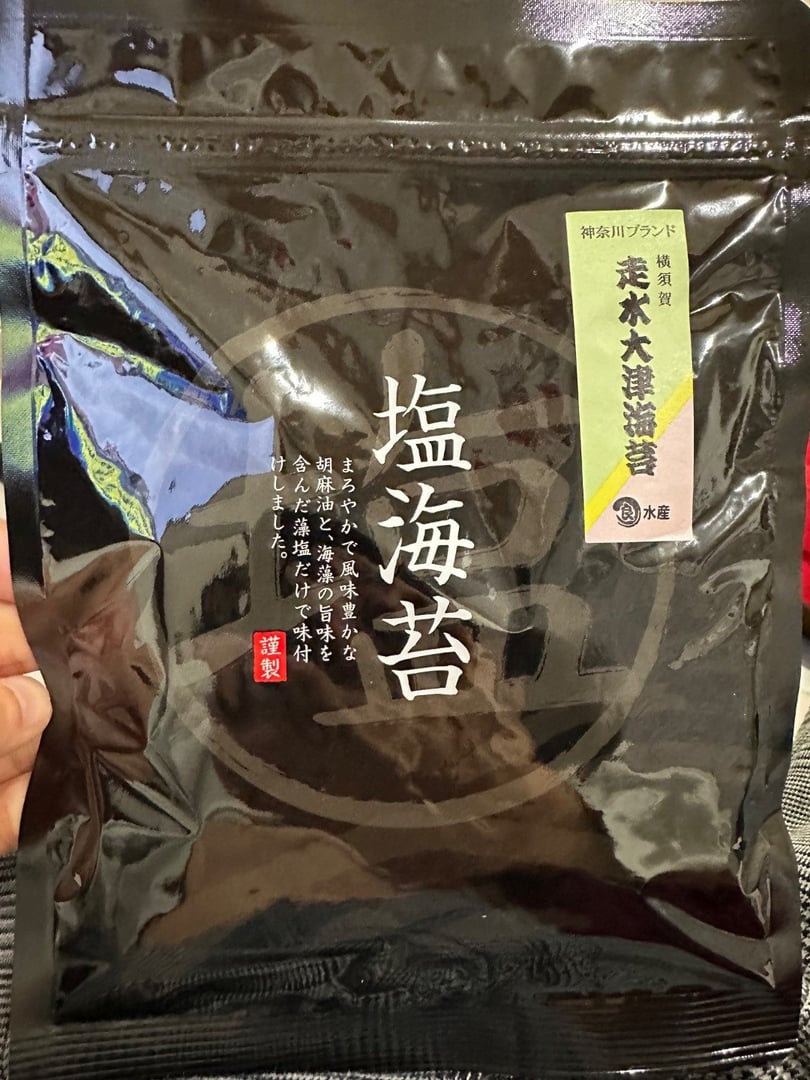 神奈川ブランド
横須賀
走水大津海苔
良水産
塩海苔
まろやかで風味豊かな
胡麻油と、海藻の旨味を
含んだ藻塩だけで味付
けしました。
謹製
塩